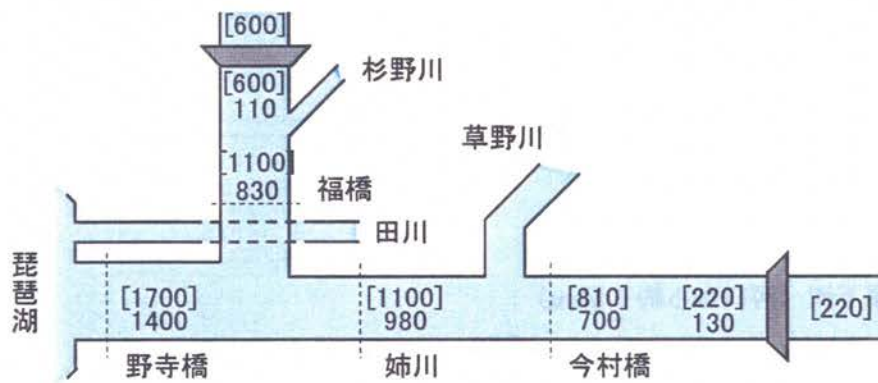 [600]
[600]
110
杉野川
草野川
[1100]
830
福橋
田川
琵琶湖
[1700]
1400
[1100]
980
[810]
700
[220]
130
[220]
野寺橋
姉川
今村橋